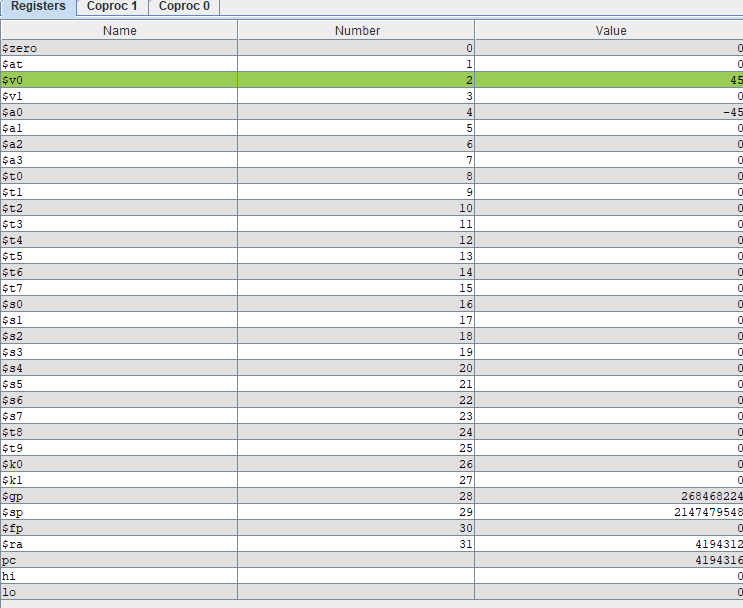 Registers Coproc 1 Coproc 0
Name Number Value
$zero 0 0
$at 1 0
$v0 2 45
$v1 3 0
$a0 4 -45
$a1 5 0
$a2 6 0
$a3 7 0
$t0 8 0
$t1 9 0
$t2 10 0
$t3 11 0
$t4 12 0
$t5 13 0
$t6 14 0
$t7 15 0
$s0 16 0
$s1 17 0
$s2 18 0
$s3 19 0
$s4 20 0
$s5 21 0
$s6 22 0
$s7 23 0
$t8 24 0
$t9 25 0
$k0 26 0
$k1 27 0
$gp 28 268468224
$sp 29 2147479548
$fp 30 0
$ra 31 4194312
pc 4194316
hi 0
lo 0